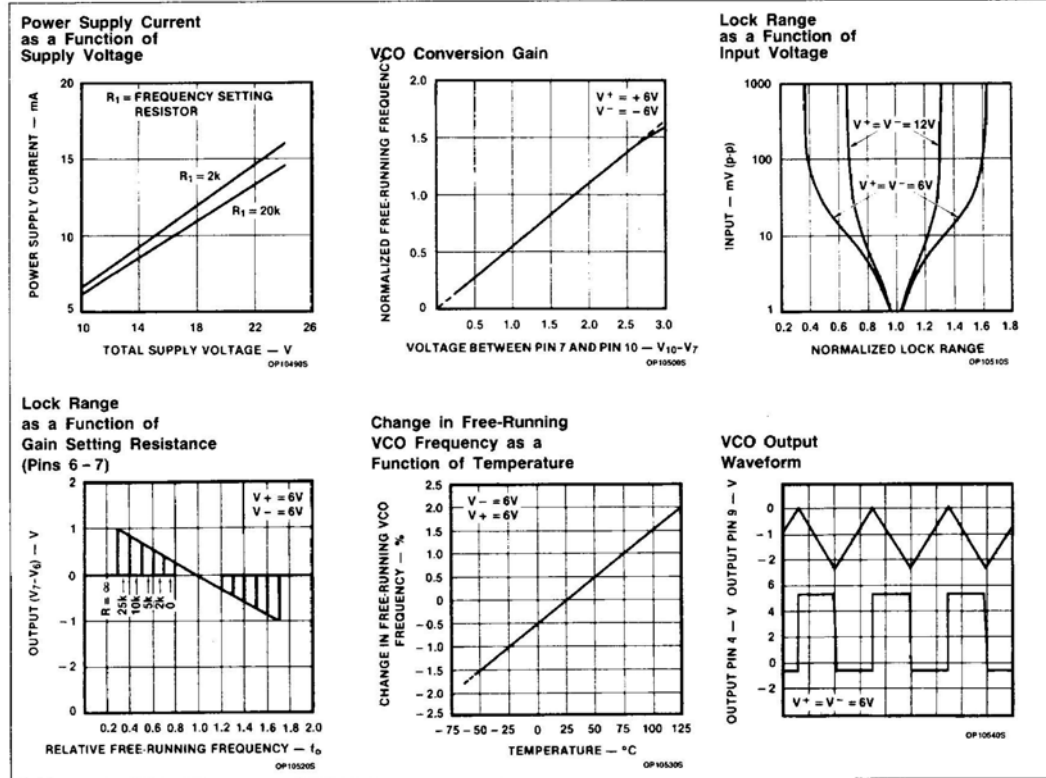 Power Supply Current
as a Function of
Supply Voltage
20
15
10
5
POWER SUPPLY CURRENT — mA
R1 = FREQUENCY SETTING
RESISTOR
R1 = 2k
R1 = 20k
10 14 18 22 26
TOTAL SUPPLY VOLTAGE — V
OP10490S
VCO Conversion Gain
NORMALIZED FREE-RUNNING FREQUENCY
2.0
1.5
1.0
0.5
0
V+ = +6V
V− = −6V
0.5 1.0 1.5 2.0 2.5 3.0
VOLTAGE BETWEEN PIN 7 AND PIN 10 — V10-V7
OP10500S
Lock Range
as a Function of
Input Voltage
INPUT — mV (p-p)
1000
100
10
1
V+ = V− = 12V
V+ = V− = 6V
0.2 0.4 0.6 0.8 1.0 1.2 1.4 1.6 1.8
NORMALIZED LOCK RANGE
OP10510S
Lock Range
as a Function of
Gain Setting Resistance
(Pins 6 – 7)
OUTPUT (V7-V6) — V
2
1
0
−1
−2
0
V + = 6V
V − = 6V
R = ∞
25k
10k
5k
2k
0
0.2 0.4 0.6 0.8 1.0 1.2 1.4 1.6 1.8 2.0
RELATIVE FREE-RUNNING FREQUENCY — fo
OP10520S
Change in Free-Running
VCO Frequency as a
Function of Temperature
CHANGE IN FREE-RUNNING VCO
FREQUENCY — %
2.5
2.0
1.5
1.0
0.5
0
−0.5
−1.0
−1.5
−2.0
−2.5
V − = 6V
V + = 6V
−75 −50 −25 0 25 50 75 100 125
TEMPERATURE — °C
OP10530S
VCO Output
Waveform
OUTPUT PIN 9 — V
0
−2
OUTPUT PIN 4 — V
6
4
2
0
−2
V+ = V− = 6V
OP10540S